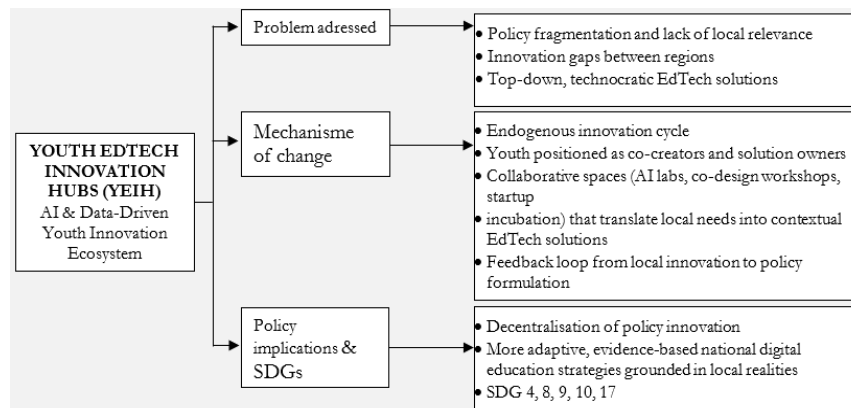 YOUTH EDTECH
INNOVATION
HUBS (YEIH)
AI & Data-Driven
Youth Innovation
Ecosystem
Problem adressed
• Policy fragmentation and lack of local relevance
• Innovation gaps between regions
• Top-down, technocratic EdTech solutions
Mechanisme
of change
• Endogenous innovation cycle
• Youth positioned as co-creators and solution owners
• Collaborative spaces (AI labs, co-design workshops,
startup
• incubation) that translate local needs into contextual
EdTech solutions
• Feedback loop from local innovation to policy
formulation
Policy
implications &
SDGs
• Decentralisation of policy innovation
• More adaptive, evidence-based national digital
education strategies grounded in local realities
• SDG 4, 8, 9, 10, 17